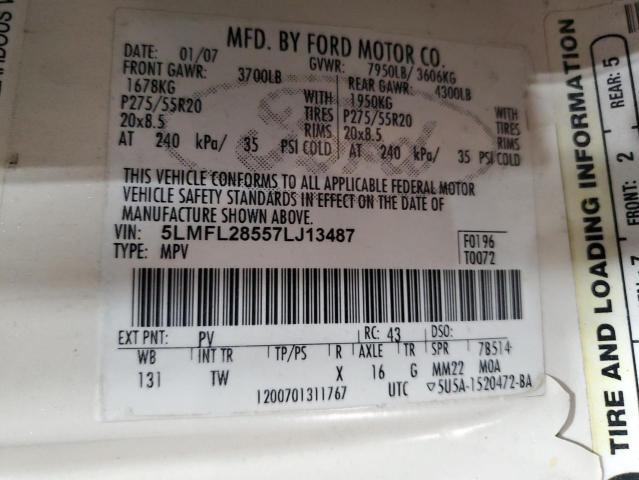 MFD. BY FORD MOTOR CO.
DATE: 01/07 GVWR: 7950LB/ 3606KG
FRONT GAWR: 3700LB REAR GAWR: 4300LB
1678KG WITH 1950KG WITH
P275/55R20 TIRES P275/55R20 TIRES
20x8.5 RIMS 20x8.5 RIMS
AT 240 kPa/ 35 PSI COLD AT 240 kPa/ 35 PSI COLD
Ford
THIS VEHICLE CONFORMS TO ALL APPLICABLE FEDERAL MOTOR
VEHICLE SAFETY STANDARDS IN EFFECT ON THE DATE OF
MANUFACTURE SHOWN ABOVE.
VIN: 5LMFL28557LJ13487 F0196
TYPE: MPV T0072
EXT PNT: PV RC: 43 DSO:
WB INT TR TP/PS R AXLE TR SPR 7B514
131 TW X 16 G MM22 MOA
1200701311767 UTC ▽5U5A-1520472-BA
TIRE AND LOADING INFORMATION
FRONT: 2 REAR: 5